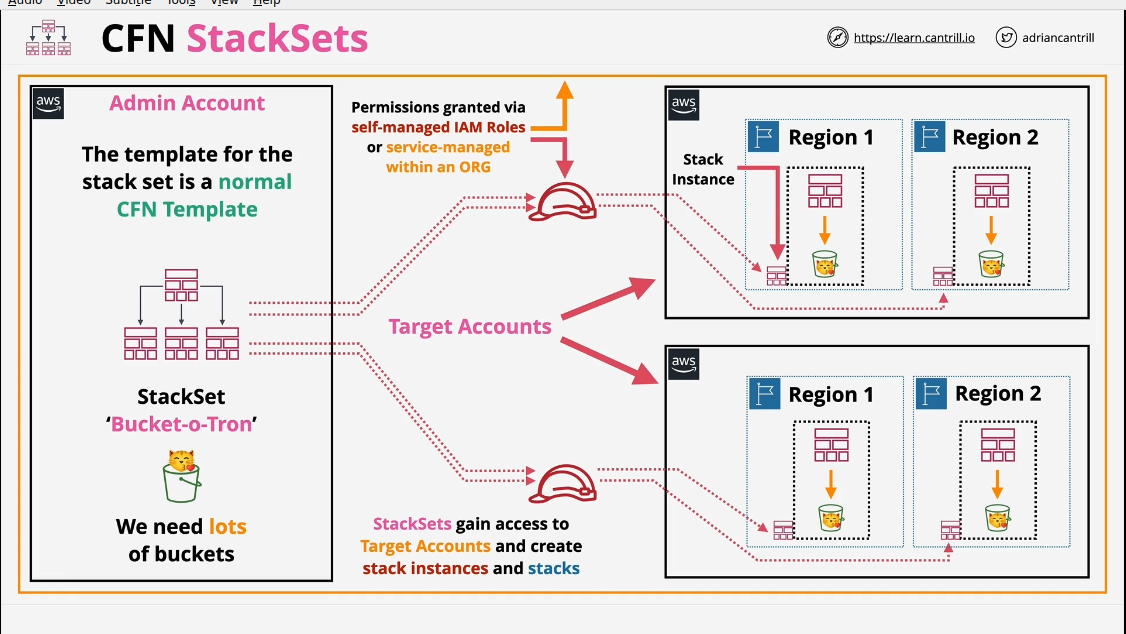 Audio Video Subtitle Tools View Help
CFN StackSets
https://learn.cantrill.io
adriancantrill
aws
Admin Account
The template for the
stack set is a normal
CFN Template
StackSet
‘Bucket-o-Tron’
We need lots
of buckets
Permissions granted via
self-managed IAM Roles
or service-managed
within an ORG
Target Accounts
StackSets gain access to
Target Accounts and create
stack instances and stacks
aws
Region 1
Region 2
Stack
Instance
aws
Region 1
Region 2